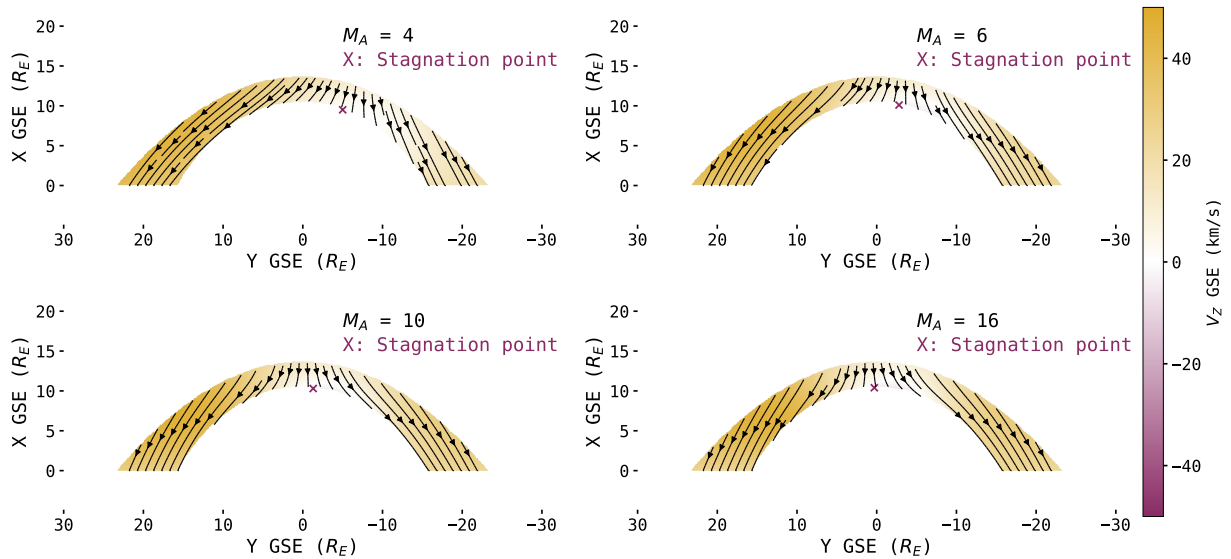 M_A = 4
X: Stagnation point
20
15
10
5
0
X GSE (R_E)
30 20 10 0 −10 −20 −30
Y GSE (R_E)
M_A = 6
X: Stagnation point
20
15
10
5
0
X GSE (R_E)
30 20 10 0 −10 −20 −30
Y GSE (R_E)
M_A = 10
X: Stagnation point
20
15
10
5
0
X GSE (R_E)
30 20 10 0 −10 −20 −30
Y GSE (R_E)
M_A = 16
X: Stagnation point
20
15
10
5
0
X GSE (R_E)
30 20 10 0 −10 −20 −30
Y GSE (R_E)
40
20
0
−20
−40
V_Z GSE (km/s)